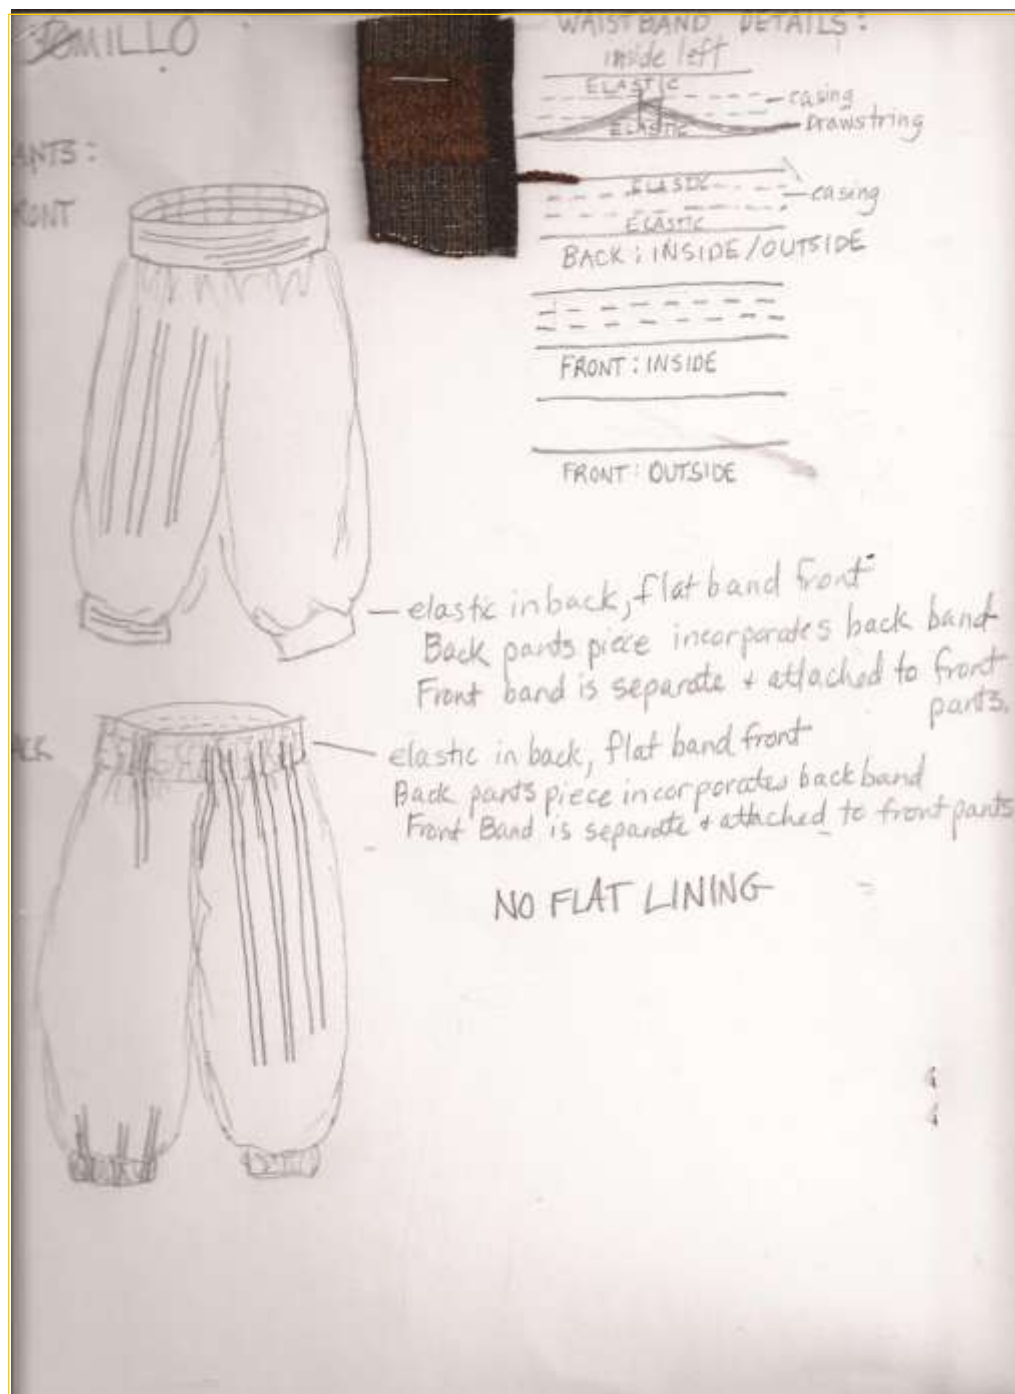 MILLO
WAISTBAND DETAILS:
inside left
ELASTIC
casing
Drawstring
ELASTIC
ANTS:
RONT
ELASTIC
casing
ELASTIC
BACK: INSIDE/OUTSIDE
FRONT: INSIDE
FRONT: OUTSIDE
elastic in back, flat band front
Back pants piece incorporates back band
Front band is separate + attached to front
pants.
ACK
elastic in back, flat band front
Back pants piece incorporates back band
Front Band is separate + attached to front pants
NO FLAT LINING